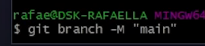 rafae@DSK-RAFAELLA MINGW64
$ git branch -M "main"